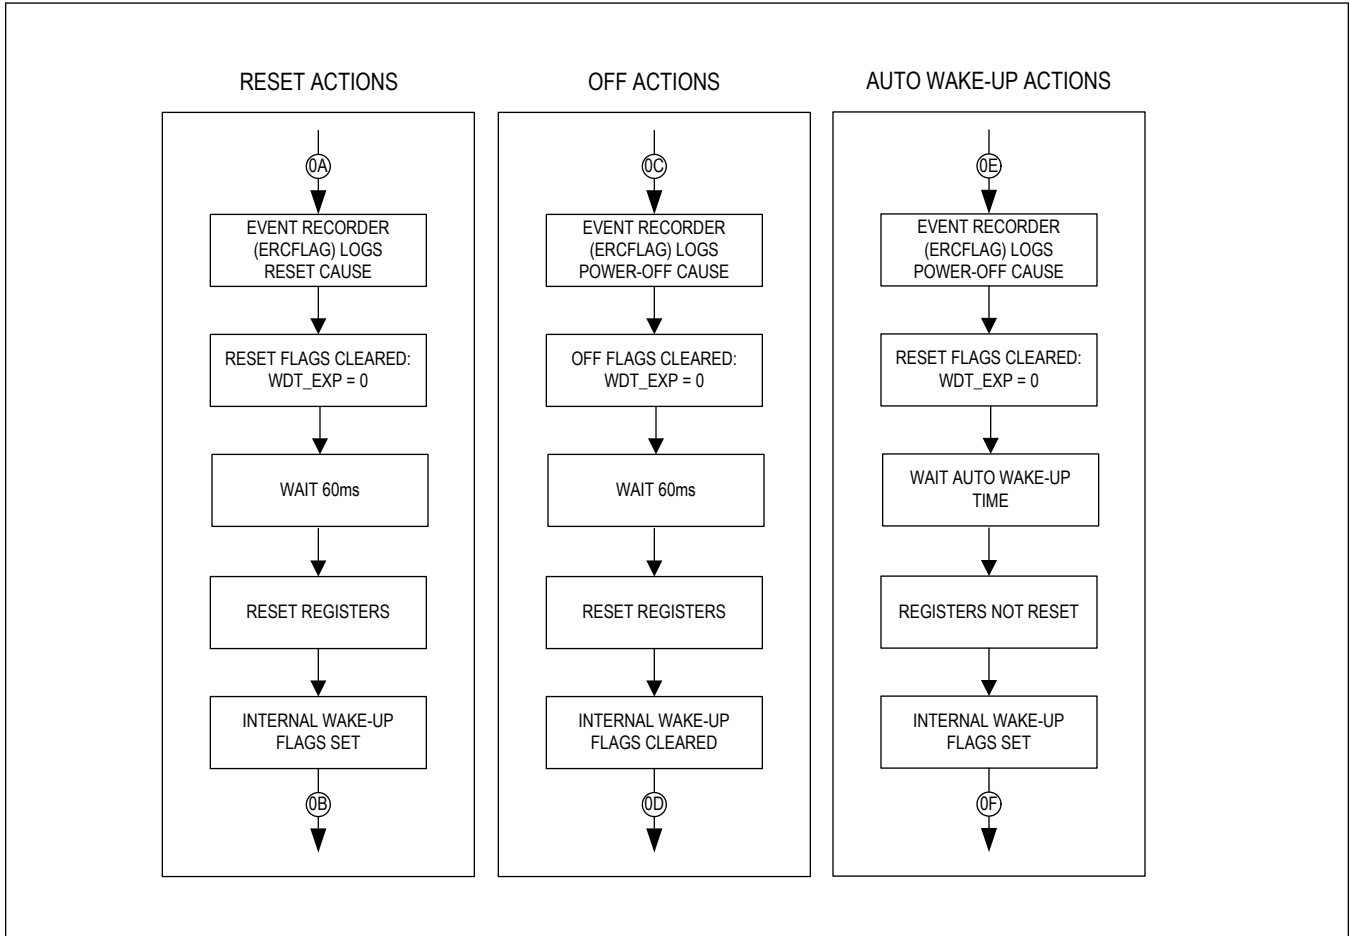 RESET ACTIONS
0A
EVENT RECORDER
(ERCFLAG) LOGS
RESET CAUSE
RESET FLAGS CLEARED:
WDT_EXP = 0
WAIT 60ms
RESET REGISTERS
INTERNAL WAKE-UP
FLAGS SET
0B
OFF ACTIONS
0C
EVENT RECORDER
(ERCFLAG) LOGS
POWER-OFF CAUSE
OFF FLAGS CLEARED:
WDT_EXP = 0
WAIT 60ms
RESET REGISTERS
INTERNAL WAKE-UP
FLAGS CLEARED
0D
AUTO WAKE-UP ACTIONS
0E
EVENT RECORDER
(ERCFLAG) LOGS
POWER-OFF CAUSE
RESET FLAGS CLEARED:
WDT_EXP = 0
WAIT AUTO WAKE-UP
TIME
REGISTERS NOT RESET
INTERNAL WAKE-UP
FLAGS SET
0F